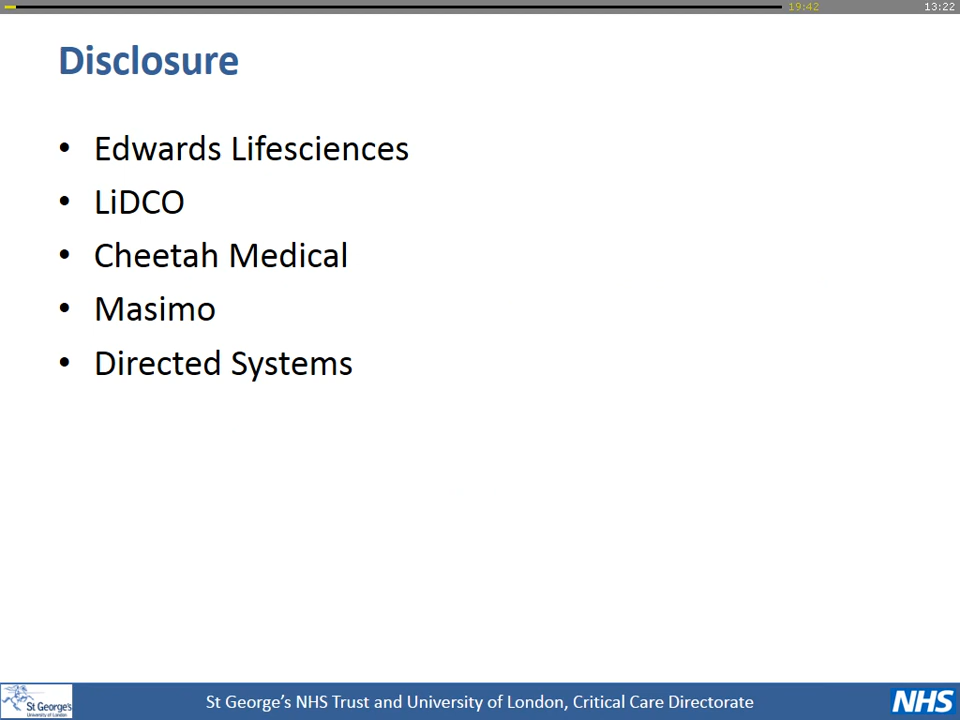 19:42 13:22
Disclosure
• Edwards Lifesciences
• LiDCO
• Cheetah Medical
• Masimo
• Directed Systems
St George's
University of London
St George's NHS Trust and University of London, Critical Care Directorate
NHS